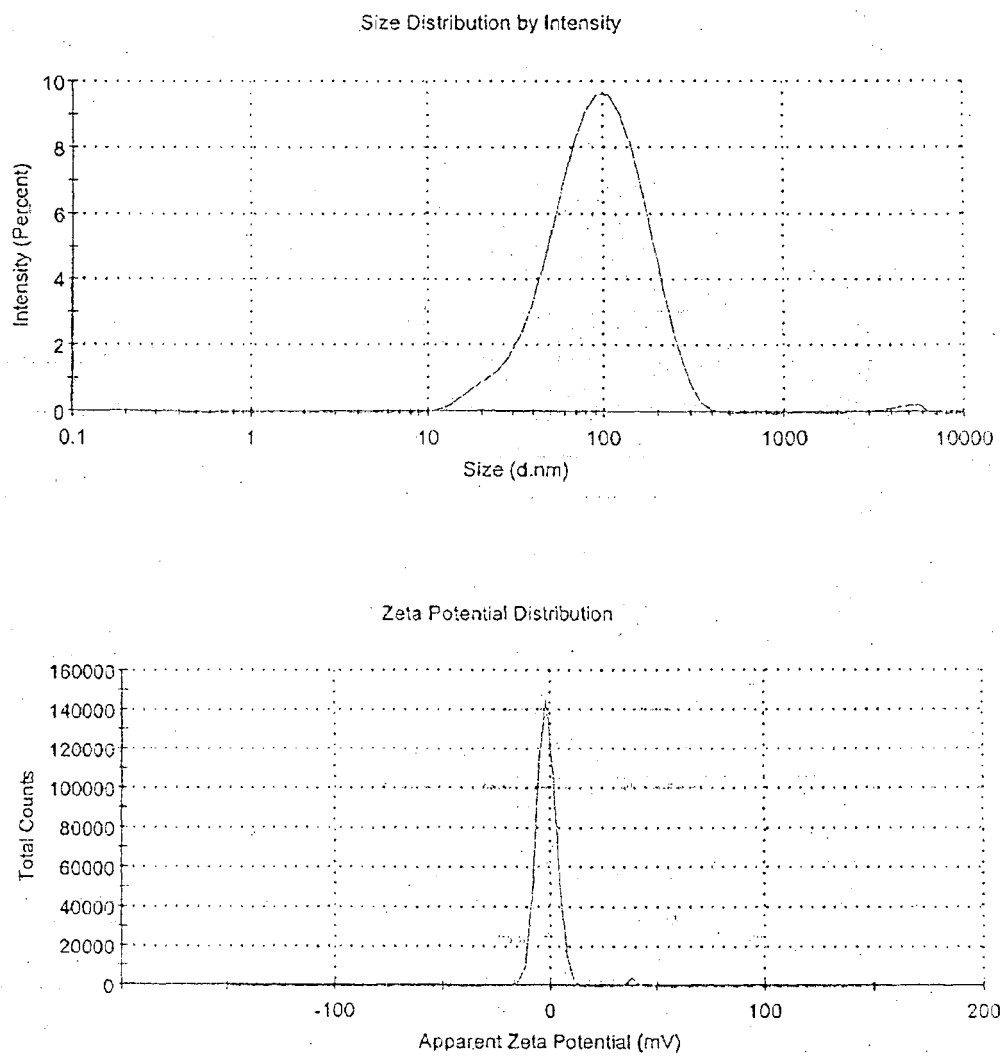 Size Distribution by Intensity
10
8
6
4
2
0
Intensity (Percent)
0.1 1 10 100 1000 10000
Size (d.nm)
Zeta Potential Distribution
160000
140000
120000
100000
80000
60000
40000
20000
0
Total Counts
-100 0 100 200
Apparent Zeta Potential (mV)